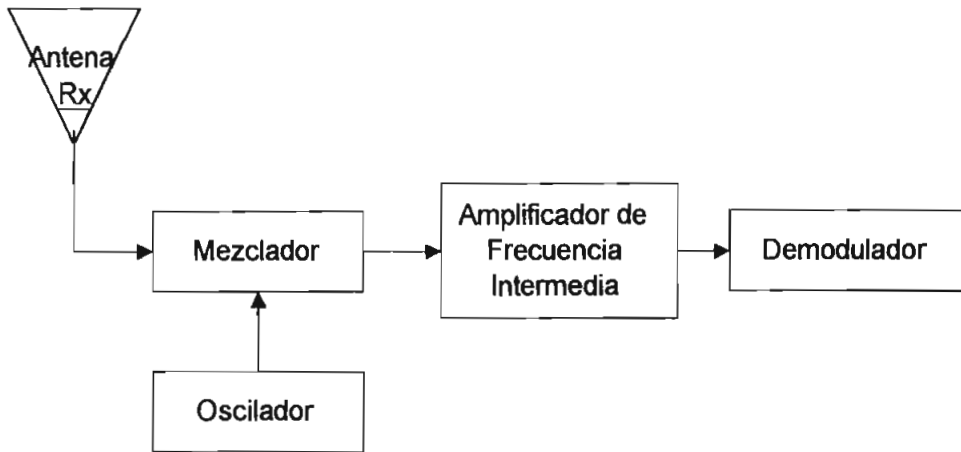 Antena
Rx
Mezclador
Amplificador de
Frecuencia
Intermedia
Demodulador
Oscilador